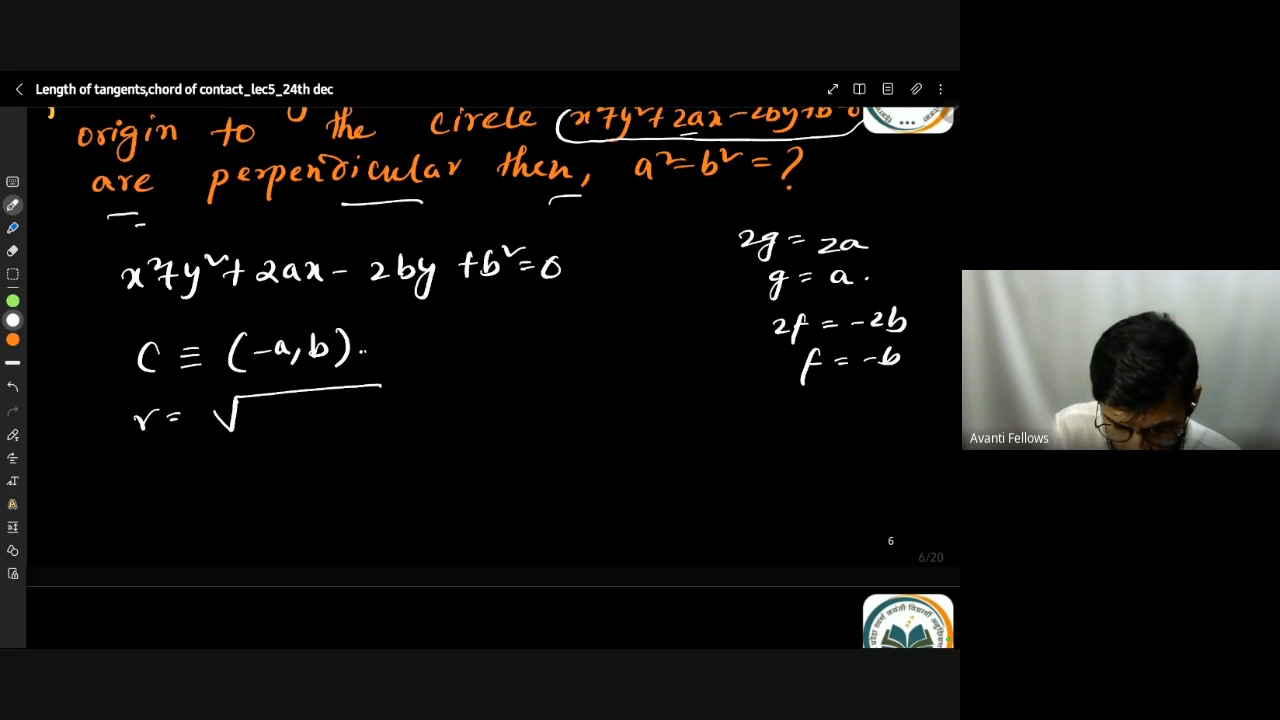 Length of tangents,chord of contact_lec5_24th dec
origin to the circle x²+y²+2ax-2by+b²=0
are perpendicular then, a²-b²=?
x²+y²+2ax-2by+b²=0
2g=2a
g=a.
C≡(-a,b)..
2f=-2b
f=-b
r=√
Avanti Fellows
6
6/20